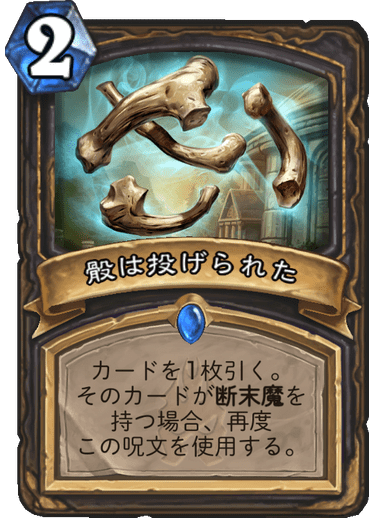 2
骰は投げられた
カードを1枚引く。
そのカードが断末魔を
持つ場合、再度
この呪文を使用する。